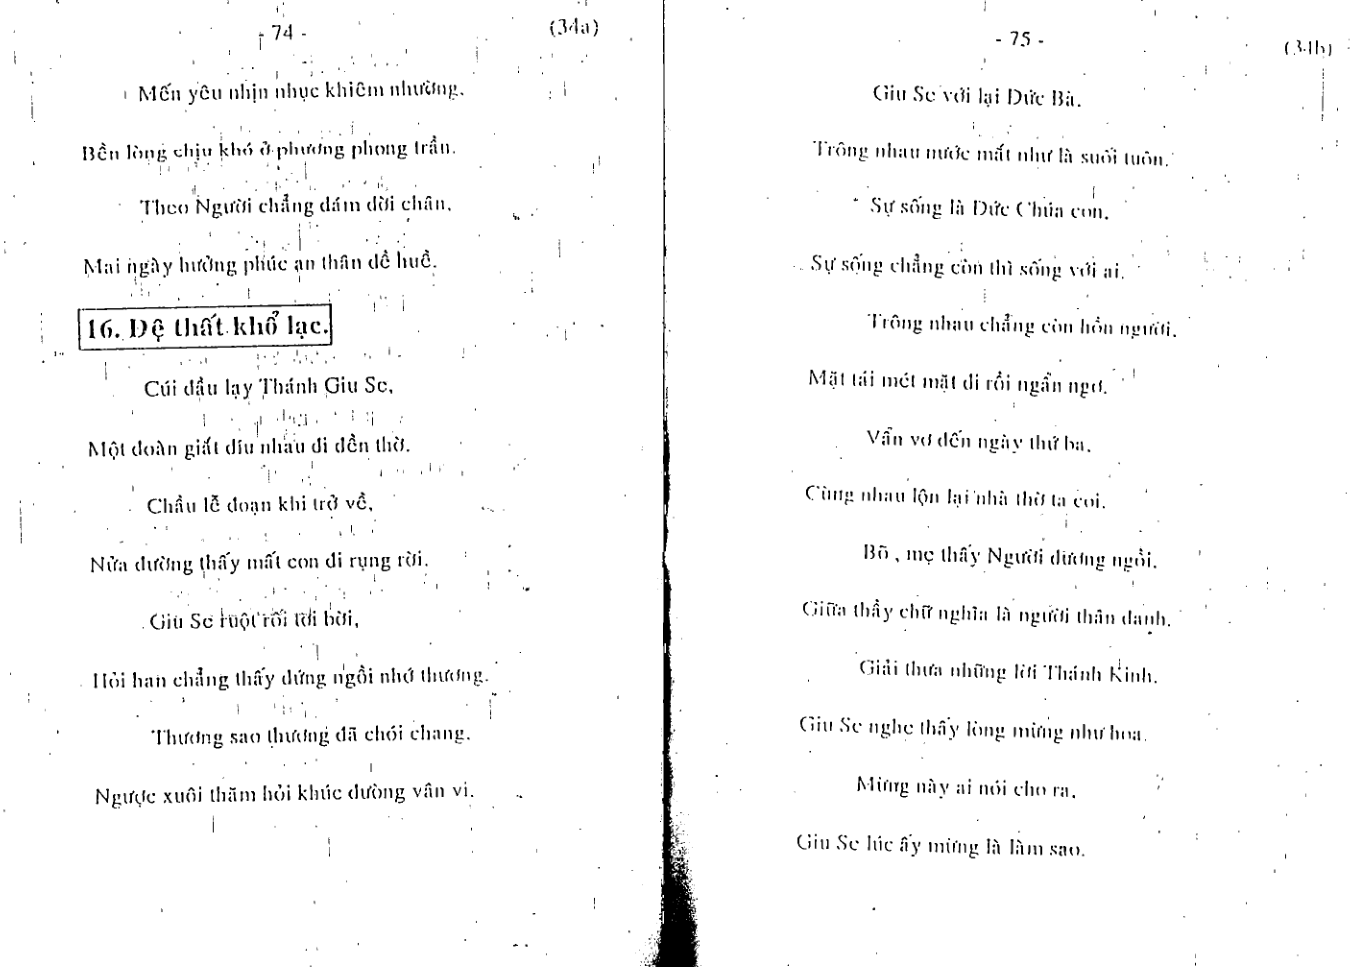 - 74 -
(34a)
Mến yêu nhịn nhục khiêm nhường.
Bền lòng chịu khó ở phương phong trần.
Theo Người chẳng dám dời chân.
Mai ngày hưởng phúc an thân đề huề.
16. Đệ thất khổ lạc.
Cúi đầu lạy Thánh Giu Se,
Một đoàn giắt díu nhau đi đền thờ.
Chầu lễ đoạn khi trở về,
Nửa đường thấy mất con đi rụng rời.
Giu Se ruột rối tơi bời,
Hỏi han chẳng thấy đứng ngồi nhớ thương.
Thương sao thương đã chói chang.
Ngược xuôi thăm hỏi khúc đường vân vi.
- 75 -
(34b)
Giu Se với lại Đức Bà.
Trông nhau nước mắt như là suối tuôn.
Sự sống là Đức Chúa con.
Sự sống chẳng còn thì sống với ai.
Trông nhau chẳng còn hồn người.
Mặt tái mét mặt đi rồi ngẩn ngơ.
Vẩn vơ đến ngày thứ ba.
Cùng nhau lộn lại nhà thờ ta coi.
Bõ , mẹ thấy Người đương ngồi.
Giữa thầy chữ nghĩa là người thân danh.
Giải thưa những lời Thánh Kinh.
Giu Se nghe thấy lòng mừng như hoa.
Mừng này ai nói cho ra.
Giu Se lúc ấy mừng là làm sao.